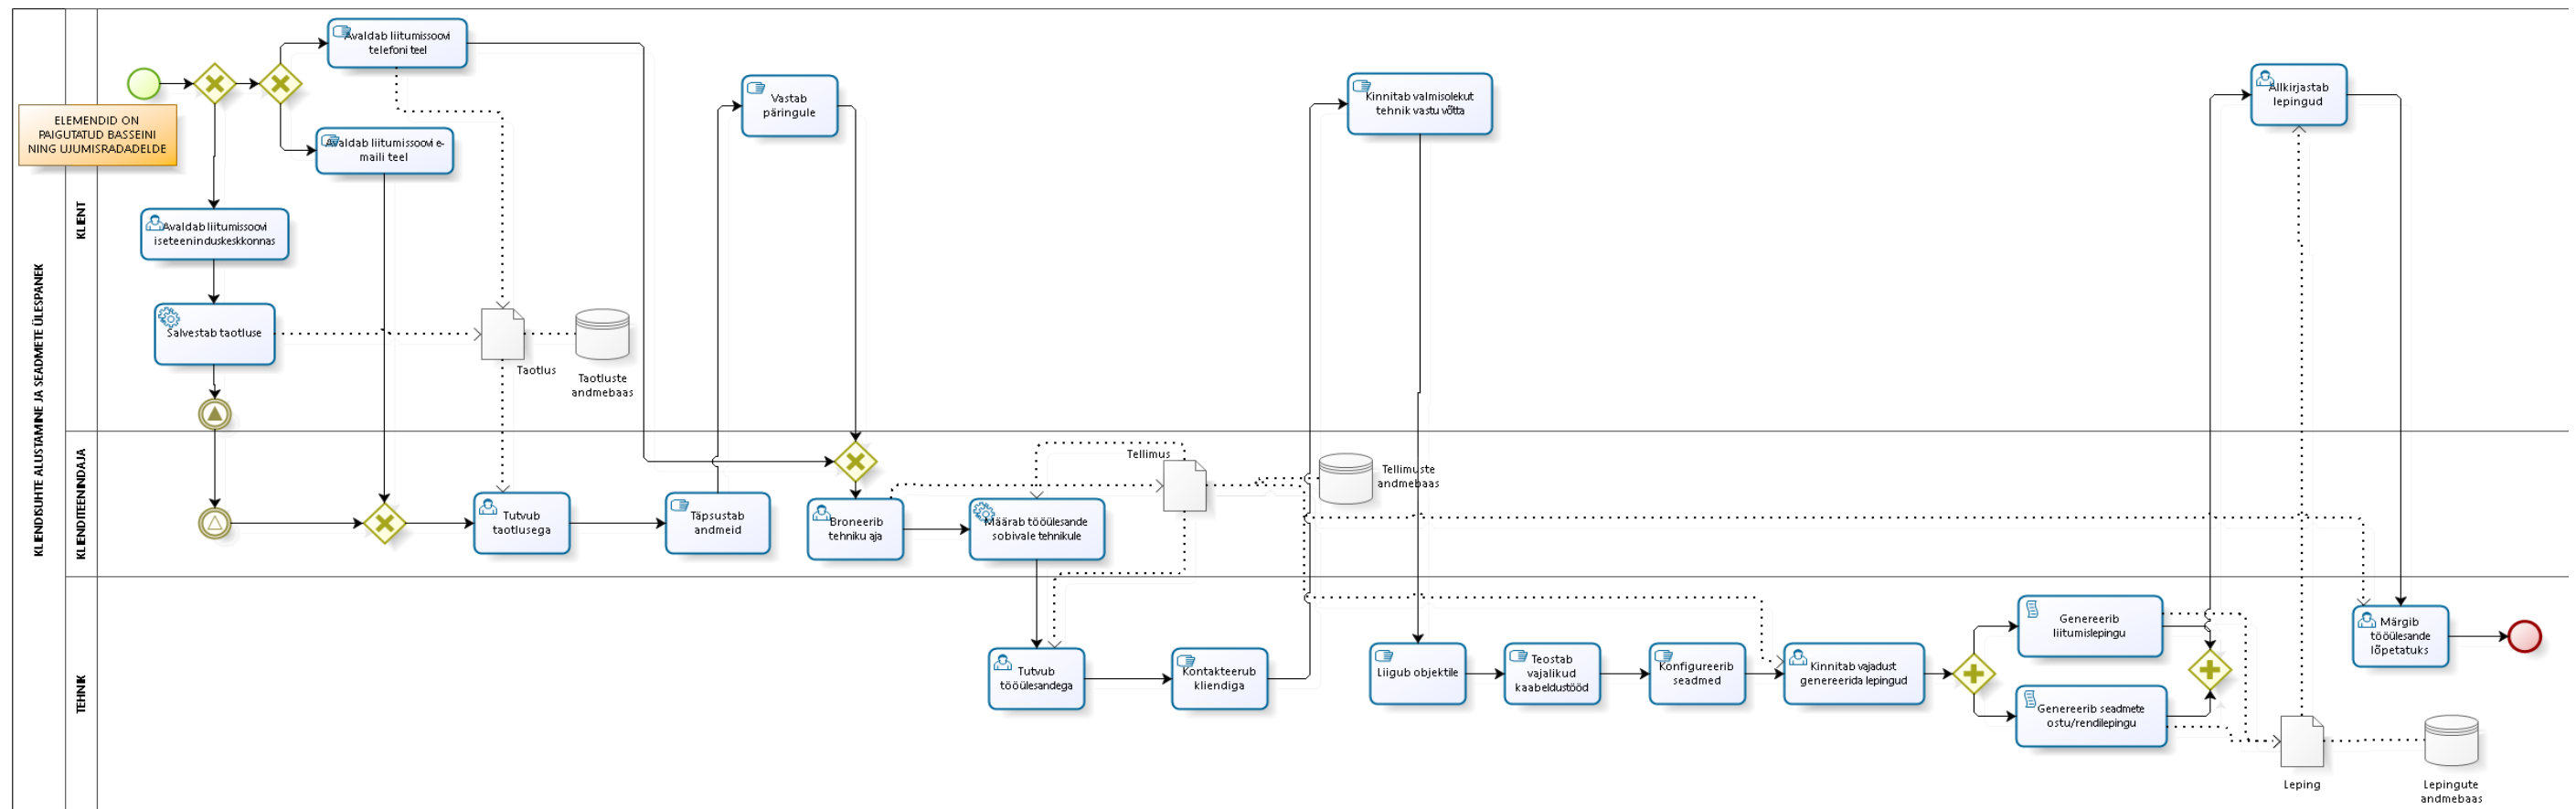 KLIENDISUHTE ALUSTAMINE JA SEADMETE ÜLESPANEK
KLIENT
ELEMENDID ON
PAIGUTATUD BASSEINI
NING UJUMISRADADELDE
Avaldab liitumissoovi
telefoni teel
Avaldab liitumissoovi e-
maili teel
Avaldab liitumissoovi
iseteeninduskeskkonnas
Salvestab taotluse
Taotlus
Taotluste
andmebaas
Vastab
päringule
Kinnitab valmisolekut
tehnik vastu võtta
Allkirjastab
lepingud
KLIENDITEENINDAJA
Tutvub
taotlusega
Täpsustab
andmeid
Broneerib
tehniku aja
Määrab tööülesande
sobivale tehnikule
Tellimus
Tellimuste
andmebaas
TEHNIK
Tutvub
tööülesandega
Kontakteerub
kliendiga
Liigub objektile
Teostab
vajalikud
kaabeldustööd
Konfigureerib
seadmed
Kinnitab vajadust
genereerida lepingud
Genereerib
liitumislepingu
Genereerib seadmete
ostu/rendilepingu
Märgib
tööülesande
lõpetatuks
Leping
Lepingute
andmebaas